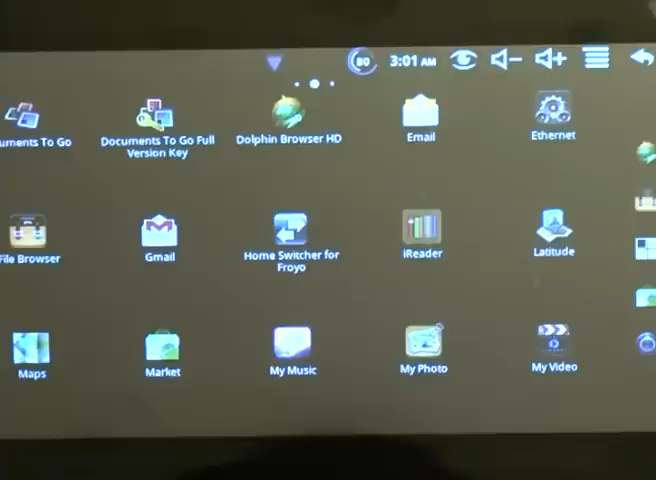 80 3:01 AM
uments To Go
Documents To Go Full
Version Key
Dolphin Browser HD
Email
Ethernet
File Browser
Gmail
Home Switcher for
Froyo
iReader
Latitude
Maps
Market
My Music
My Photo
My Video